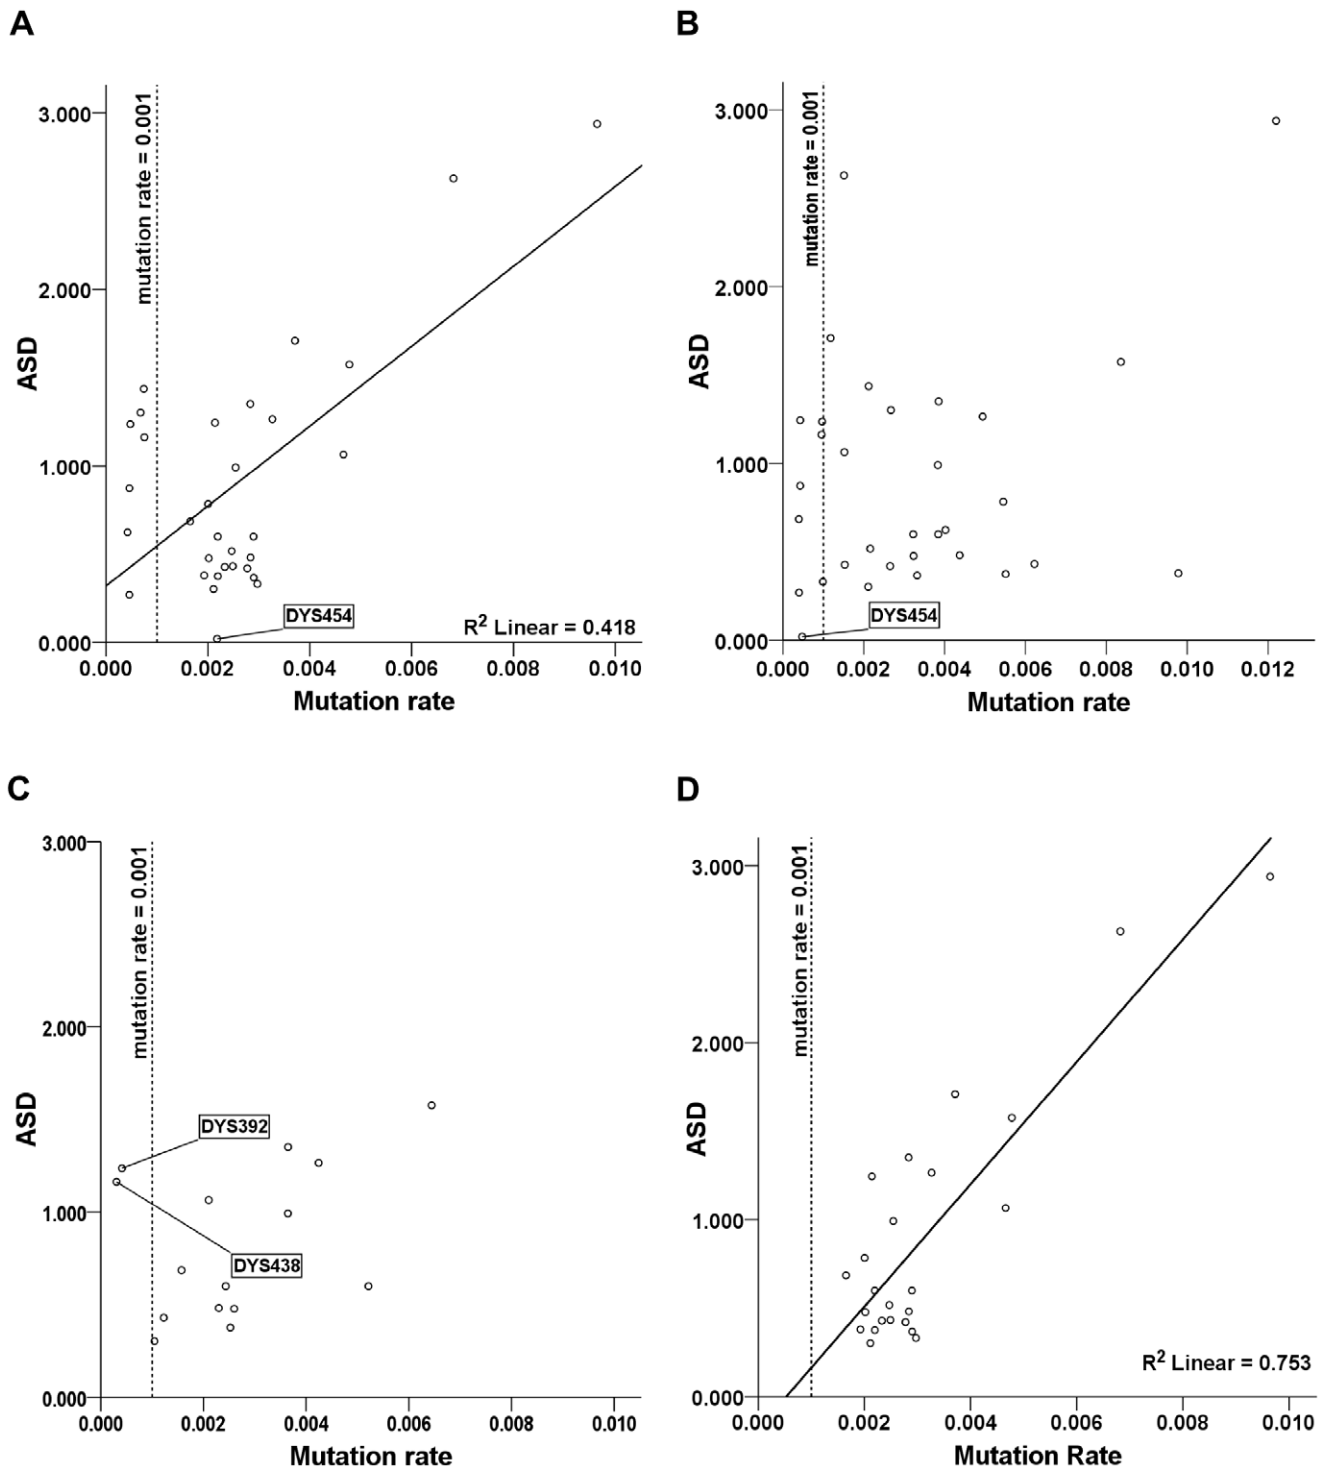 A
mutation rate = 0.001
3.000
2.000
1.000
0.000
ASD
DYS454
R² Linear = 0.418
0.000 0.002 0.004 0.006 0.008 0.010
Mutation rate
B
mutation rate = 0.001
3.000
2.000
1.000
0.000
ASD
DYS454
0.000 0.002 0.004 0.006 0.008 0.010 0.012
Mutation rate
C
mutation rate = 0.001
3.000
2.000
1.000
0.000
ASD
DYS392
DYS438
0.000 0.002 0.004 0.006 0.008 0.010
Mutation rate
D
mutation rate = 0.001
3.000
2.000
1.000
0.000
ASD
R² Linear = 0.753
0.000 0.002 0.004 0.006 0.008 0.010
Mutation Rate